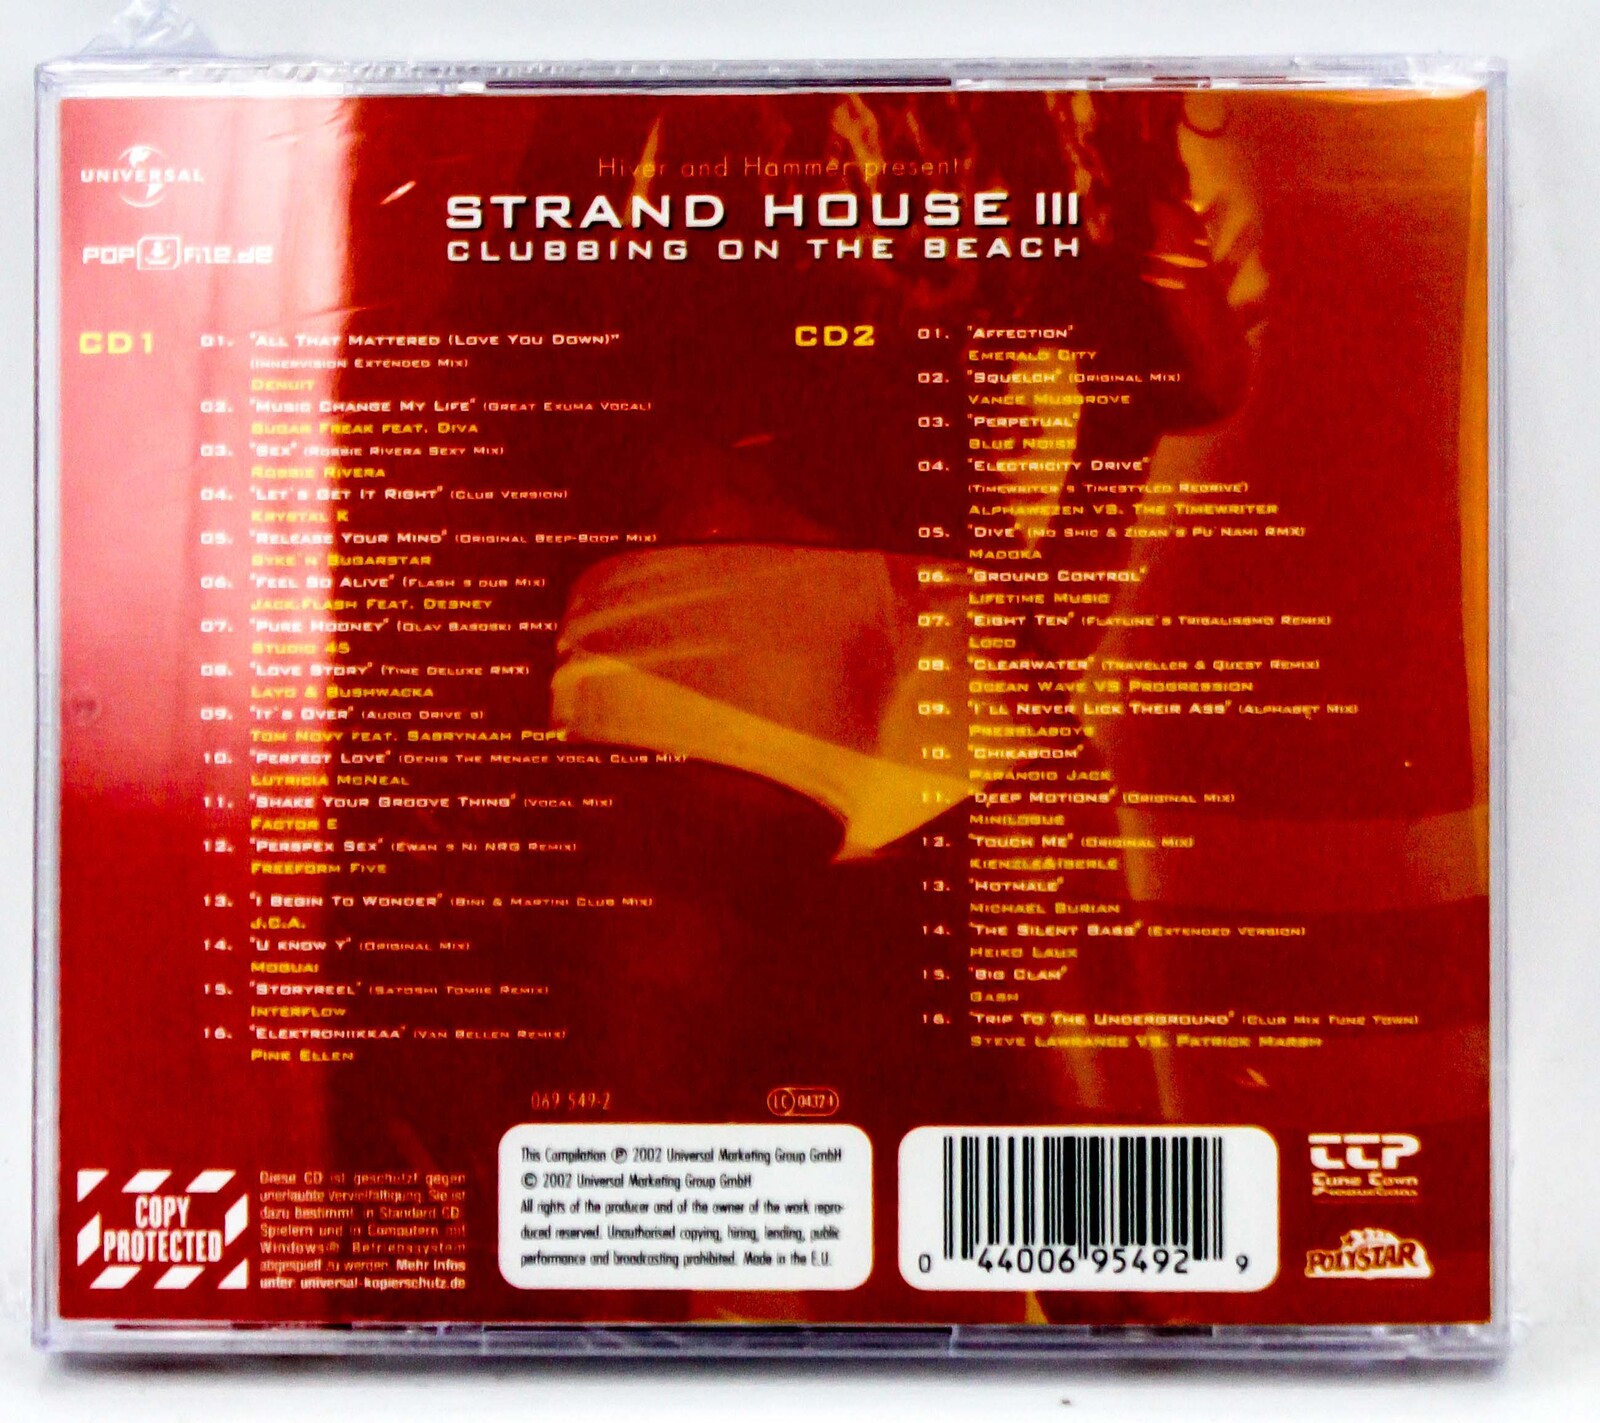 UNIVERSAL
POP File.de
Hiver and Hammer present
STRAND HOUSE III
CLUBBING ON THE BEACH
CD1
01. "All That Mattered (Love You Down)"
(Innervision Extended Mix)
Denuit
02. "Music Change My Life" (Great Exuma Vocal)
Sugar Freak feat. Diva
03. "Sex" (Robbie Rivera Sexy Mix)
Robbie Rivera
04. "Let's Get It Right" (Club Version)
Krystal K
05. "Release Your Mind" (Original Beep-Boop Mix)
Syke'n Sugarstar
06. "Feel So Alive" (Flash's dub Mix)
Jack.Flash Feat. Desney
07. "Pure Hooney" (Olav Basoski RMX)
Studio 45
08. "Love Story" (Time Deluxe RMX)
Layo & Bushwacka
09. "It's Over" (Audio Drive's)
Tom Novy feat. Sabrynaah Pope
10. "Perfect Love" (Denis The Menace Vocal Club Mix)
Lutricia McNeal
11. "Shake Your Groove Thing" (Vocal Mix)
Factor E
12. "Perspex Sex" (Ewan's Ni NRG Remix)
Freeform Five
13. "I Begin To Wonder" (Bini & Martini Club Mix)
J.C.A.
14. "U know Y" (Original Mix)
Moguai
15. "Storyreel" (Satoshi Tomiie Remix)
Interflow
16. "Elektroniikkaa" (Van Bellen Remix)
Pink Ellen
CD2
01. "Affection"
Emerald City
02. "Squelch" (Original Mix)
Vance Musgrove
03. "Perpetual"
Blue Noise
04. "Electricity Drive"
(Timewriter's Timestyled Redrive)
Alphawezen VS. The Timewriter
05. "Dive" (Mo Shic & Zidan's Pu'Nami RMX)
Madoka
06. "Ground Control"
Lifetime Music
07. "Eight Ten" (Flatline's Tribalissmo Remix)
Loco
08. "Clearwater" (Traveller & Quest Remix)
Ocean Wave VS Progression
09. "I'll Never Lick Their Ass" (Alphabet Mix)
Presslaboys
10. "Chikaboom"
Paranoid Jack
11. "Deep Motions" (Original Mix)
Minilogue
12. "Touch Me" (Original Mix)
Kienzle&Iberle
13. "Hotmale"
Michael Burian
14. "The Silent Bass" (Extended Version)
Heiko Laux
15. "Big Clam"
Gash
16. "Trip To The Underground" (Club Mix Tune Town)
Steve Lawrance VS. Patrick Marsh
069 549-2
LC 04324
COPY
PROTECTED
Diese CD ist geschützt gegen
unerlaubte Vervielfältigung. Sie ist
dazu bestimmt, in Standard CD
Spielern und in Computern mit
Windows® Betriebssystem
abgespielt zu werden. Mehr Infos
unter universal-kopierschutz.de
This Compilation ℗ 2002 Universal Marketing Group GmbH
© 2002 Universal Marketing Group GmbH
All rights of the producer and of the owner of the work repro-
duced reserved. Unauthorised copying, hiring, lending, public
performance and broadcasting prohibited. Made in the E.U.
0 44006 95492 9
TTP
Tune Town
Productions
POLYSTAR